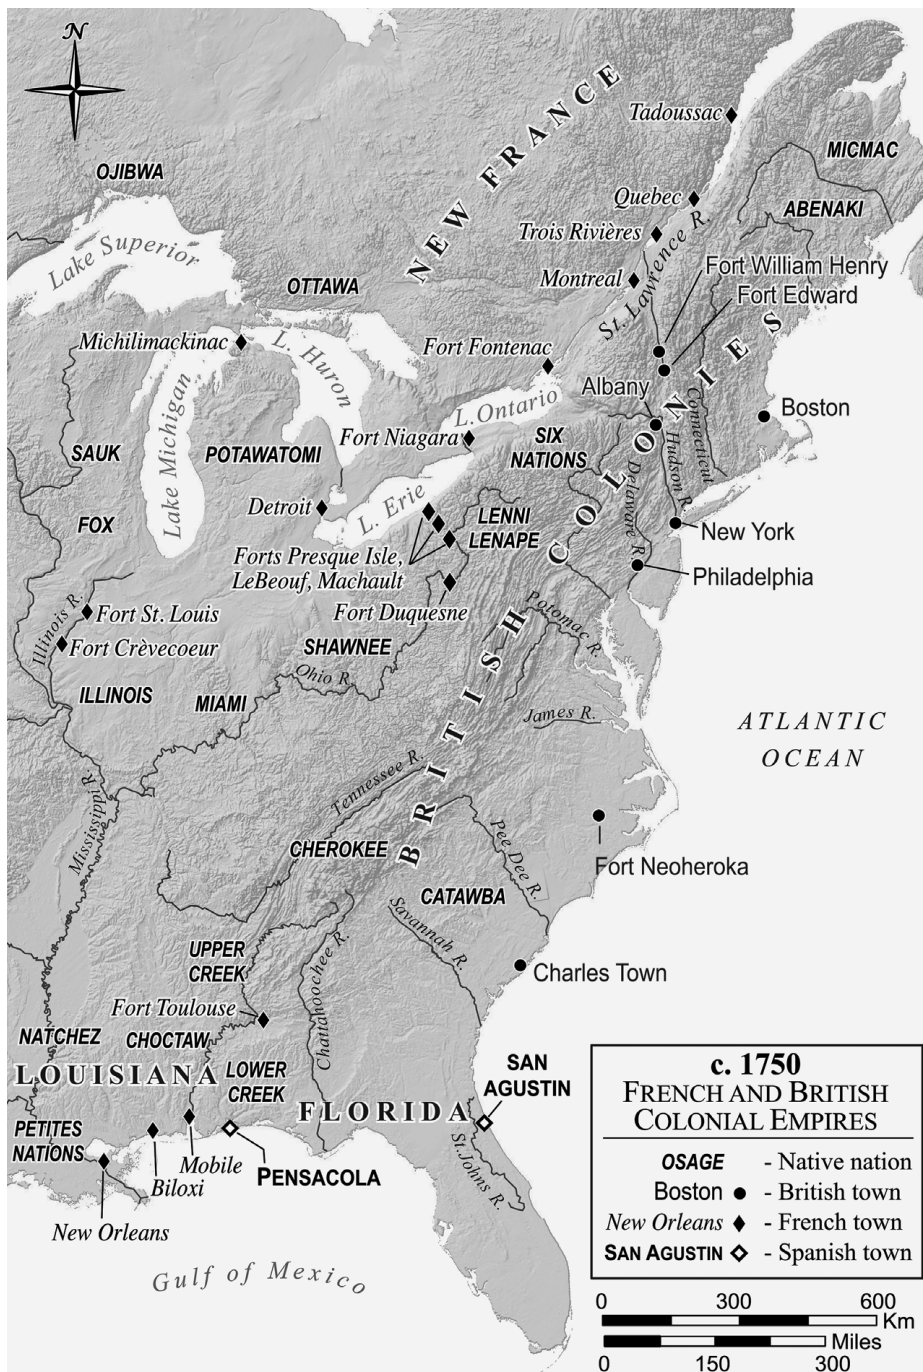 N
Tadoussac
MICMAC
NEW FRANCE
OJIBWA
Quebec
ABENAKI
Trois Rivières
St. Lawrence R.
Lake Superior
Fort William Henry
Montreal
OTTAWA
Fort Edward
Michilimackinac
L. Huron
Fort Fontenac
Albany
Lake Michigan
L. Ontario
Boston
Connecticut
SAUK
POTAWATOMI
Fort Niagara
SIX
NATIONS
Hudson R.
Delaware R.
Detroit
L. Erie
LENNI
LENAPE
FOX
New York
Forts Presque Isle,
LeBeouf, Machault
Philadelphia
Illinois R.
Fort St. Louis
Fort Duquesne
Potomac R.
Fort Crèvecoeur
SHAWNEE
Ohio R.
ILLINOIS
MIAMI
James R.
ATLANTIC
OCEAN
BRITISH COLONIES
Mississippi R.
Tennessee R.
CHEROKEE
Pee Dee R.
Fort Neoheroka
CATAWBA
Savannah R.
UPPER
CREEK
Chattahoochee R.
Charles Town
Fort Toulouse
NATCHEZ
CHOCTAW
LOUISIANA
LOWER
CREEK
SAN
AGUSTIN
FLORIDA
PETITES
NATIONS
Mobile
Biloxi
PENSACOLA
St. Johns R.
New Orleans
Gulf of Mexico
c. 1750
FRENCH AND BRITISH
COLONIAL EMPIRES
OSAGE - Native nation
Boston - British town
New Orleans - French town
SAN AGUSTIN - Spanish town
0 300 600
Km
Miles
0 150 300